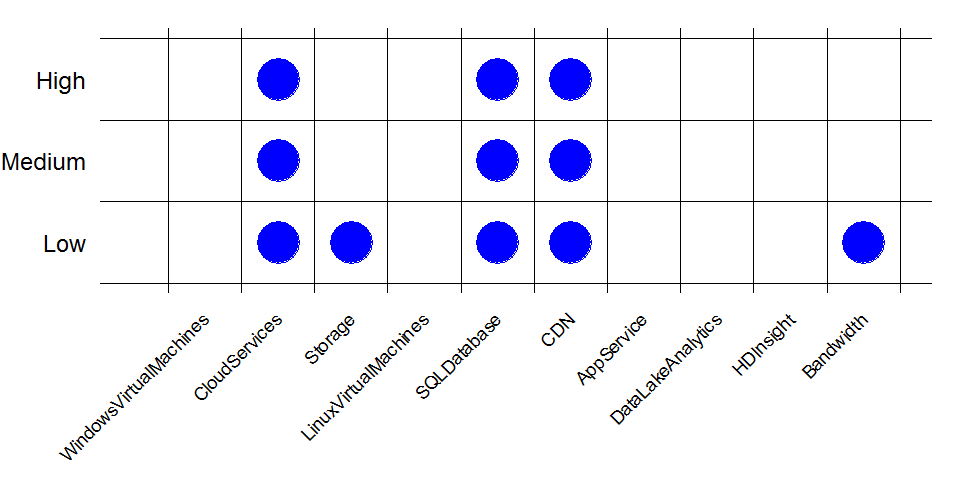 High
Medium
Low
WindowsVirtualMachines
CloudServices
Storage
LinuxVirtualMachines
SQLDatabase
CDN
AppService
DataLakeAnalytics
HDInsight
Bandwidth